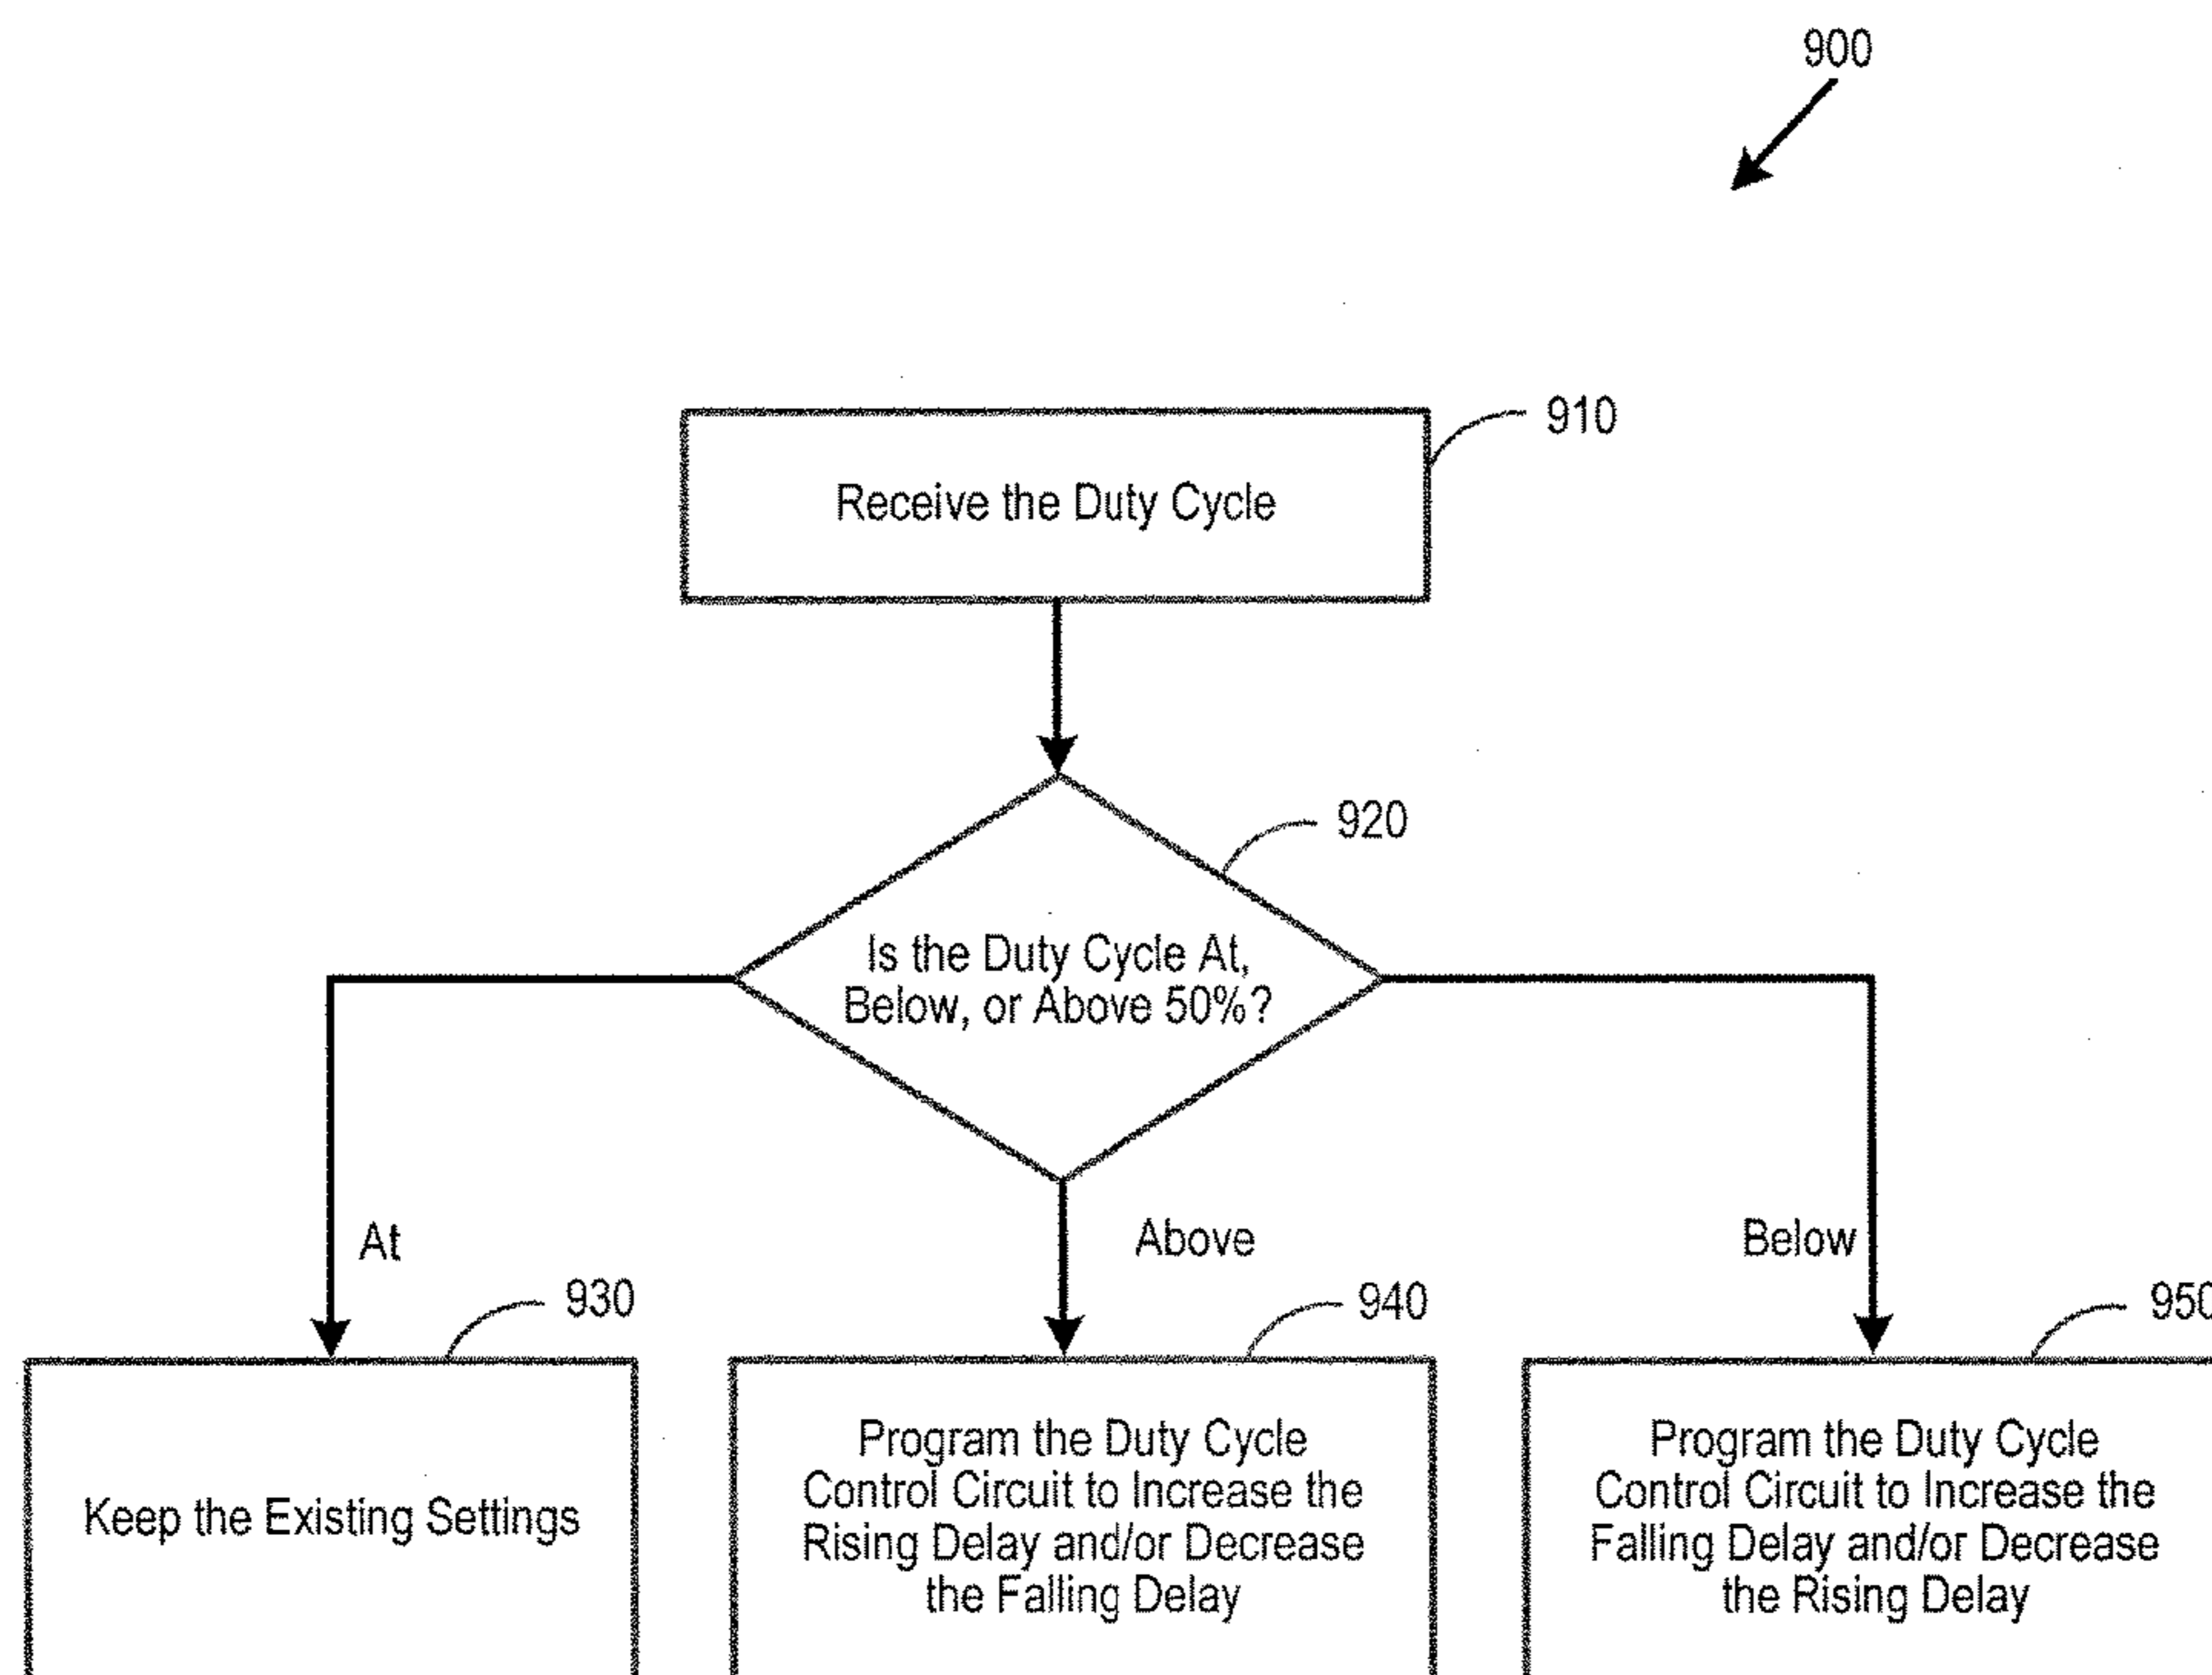 900
910
Receive the Duty Cycle
920
Is the Duty Cycle At,
Below, or Above 50%?
At
Above
Below
930
940
950
Keep the Existing Settings
Program the Duty Cycle
Control Circuit to Increase the
Rising Delay and/or Decrease
the Falling Delay
Program the Duty Cycle
Control Circuit to Increase the
Falling Delay and/or Decrease
the Rising Delay